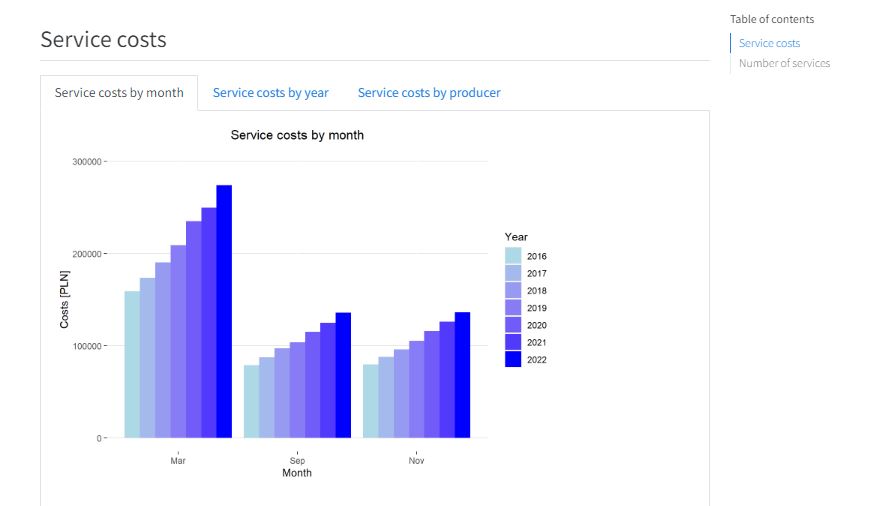 Table of contents
Service costs
Number of services
Service costs
Service costs by month Service costs by year Service costs by producer
Service costs by month
300000
200000
100000
0
Costs [PLN]
Mar Sep Nov
Month
Year
2016
2017
2018
2019
2020
2021
2022